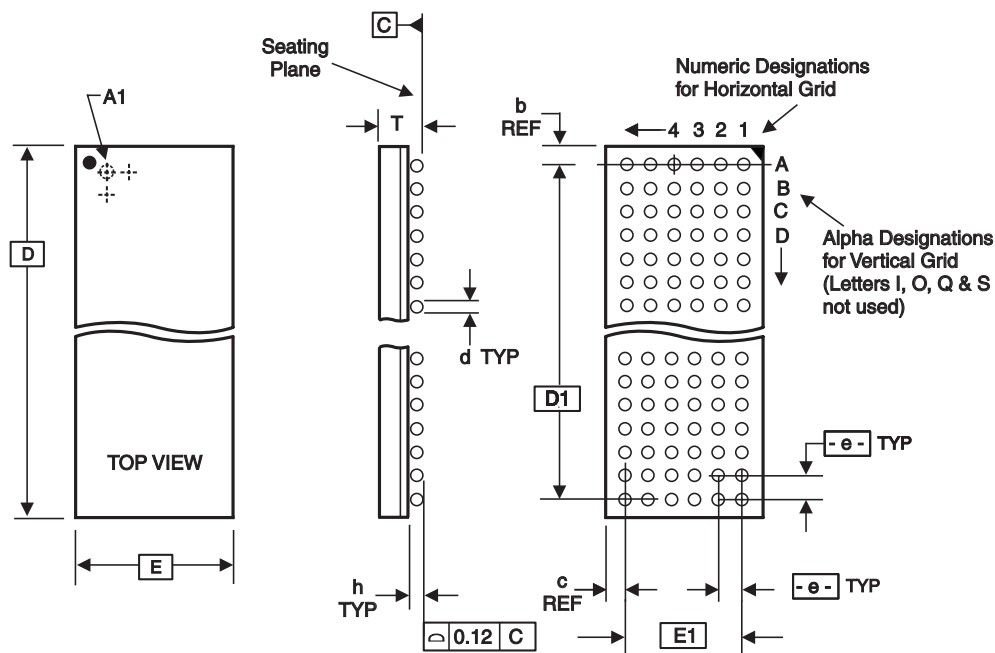 C
Seating
Plane
Numeric Designations
for Horizontal Grid
A1
b
REF
T
4 3 2 1
A
B
C
D
Alpha Designations
for Vertical Grid
(Letters I, O, Q & S
not used)
D
d TYP
D1
TOP VIEW
- e - TYP
E
h
TYP
c
REF
- e - TYP
0.12 C
E1